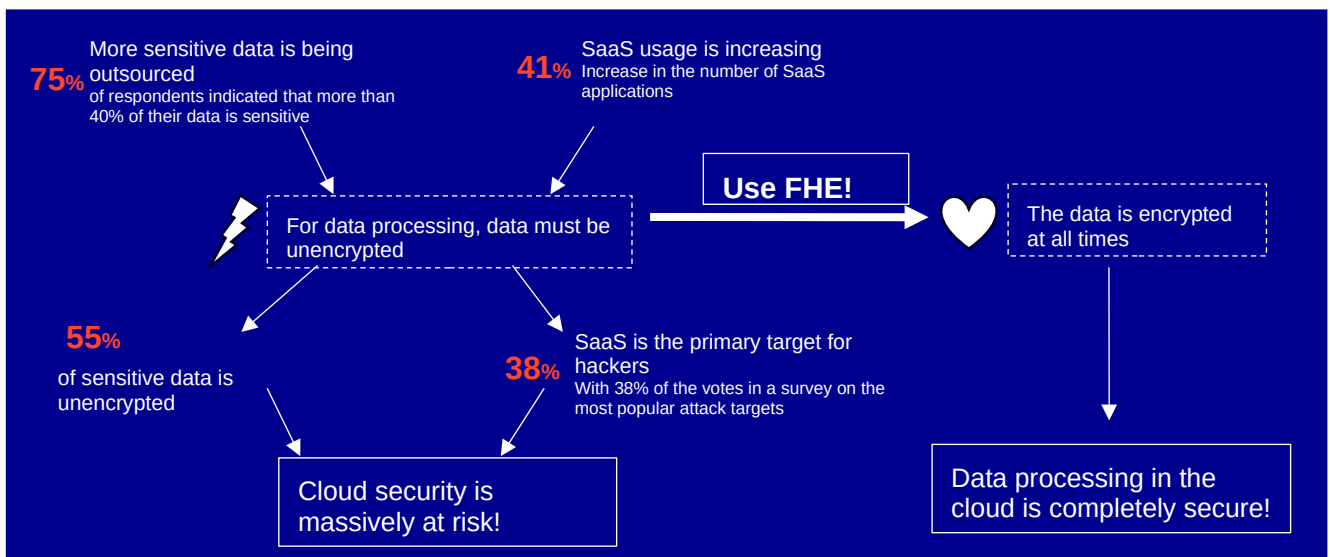 More sensitive data is being
outsourced
75%
of respondents indicated that more than
40% of their data is sensitive
41%
SaaS usage is increasing
Increase in the number of SaaS
applications
Use FHE!
For data processing, data must be
unencrypted
The data is encrypted
at all times
55%
of sensitive data is
unencrypted
38%
SaaS is the primary target for
hackers
With 38% of the votes in a survey on the
most popular attack targets
Cloud security is
massively at risk!
Data processing in the
cloud is completely secure!